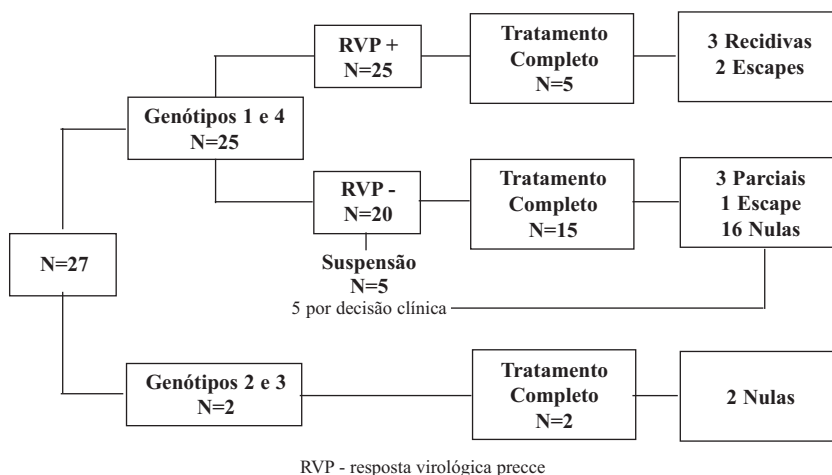 N=27
Genótipos 1 e 4
N=25
RVP +
N=25
Tratamento
Completo
N=5
3 Recidivas
2 Escapes
RVP -
N=20
Tratamento
Completo
N=15
3 Parciais
1 Escape
16 Nulas
Suspensão
N=5
5 por decisão clínica
Genótipos 2 e 3
N=2
Tratamento
Completo
N=2
2 Nulas
RVP - resposta virológica precce